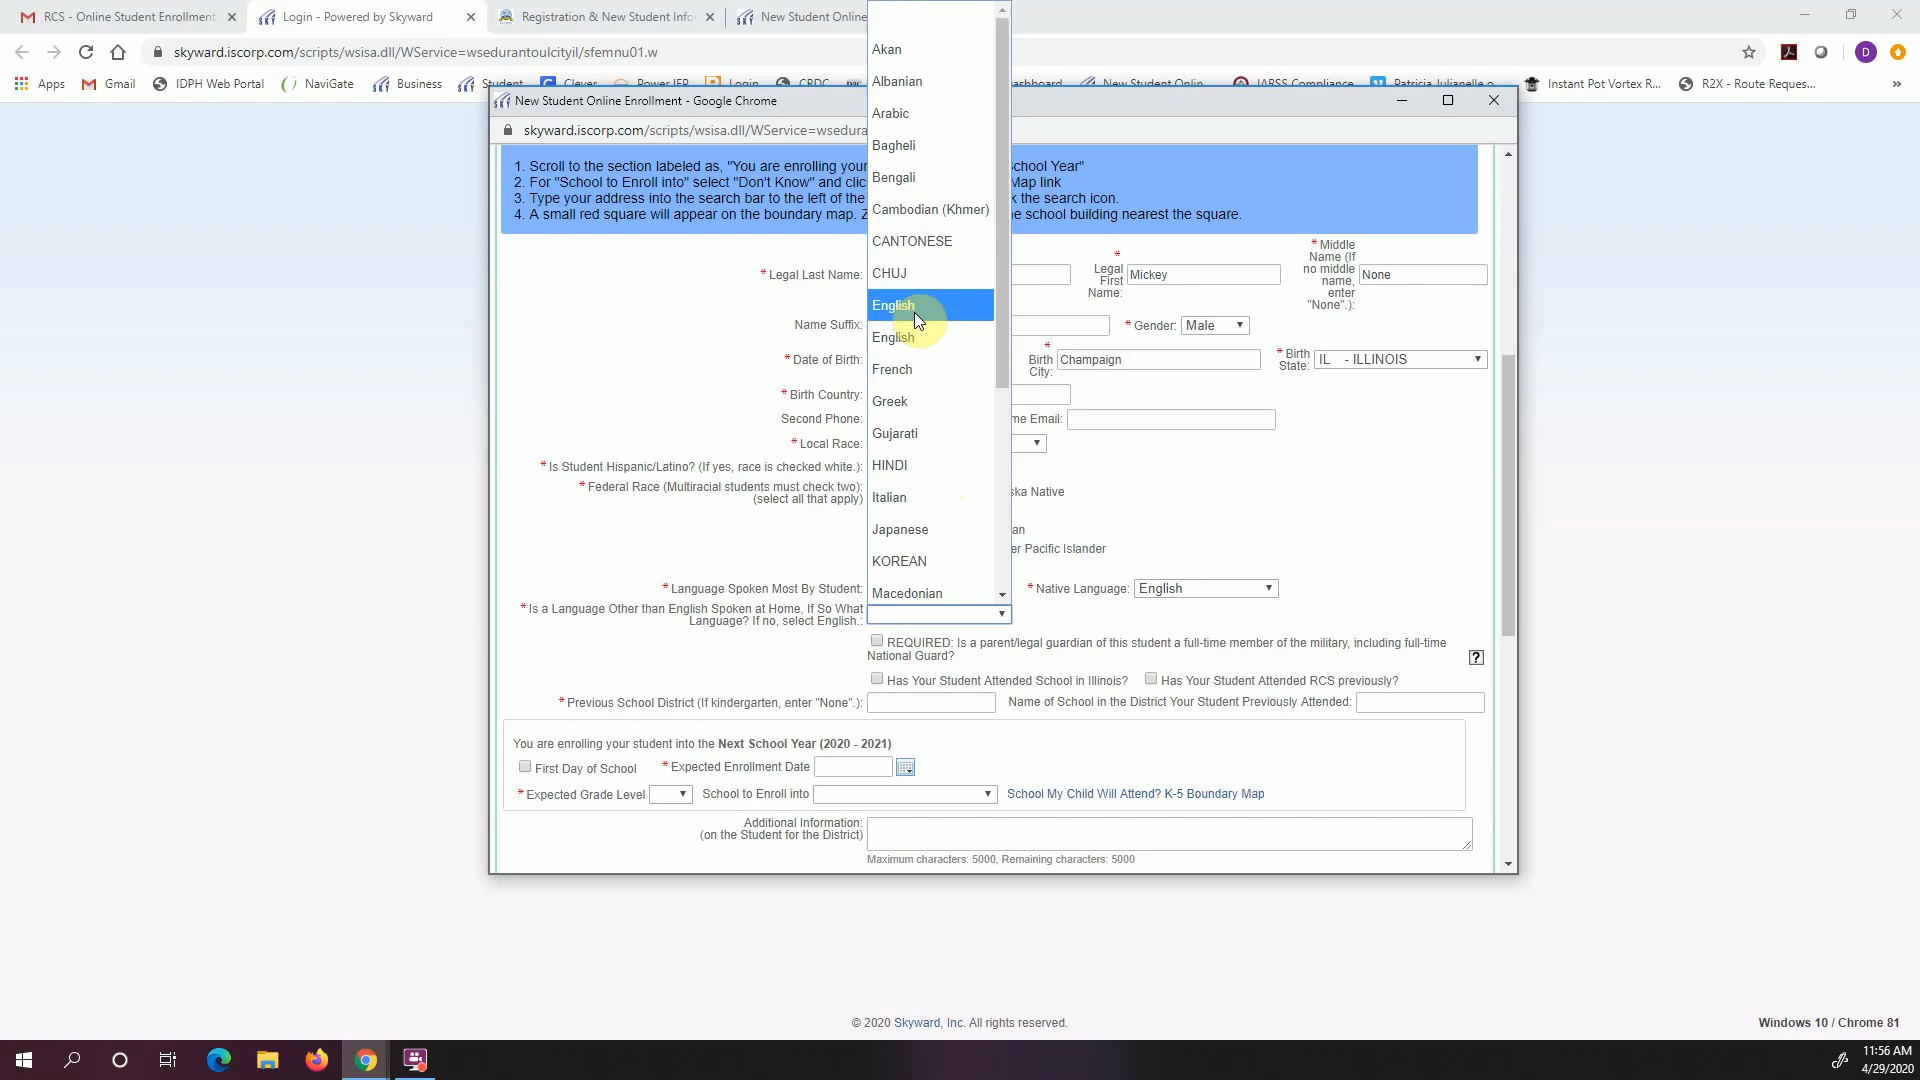 RCS - Online Student Enrollment
Login - Powered by Skyward
Registration & New Student Info
New Student Online
skyward.iscorp.com/scripts/wsisa.dll/WService=wsedurantoulcityil/sfemnu01.w
D
Apps
Gmail
IDPH Web Portal
NaviGate
Business
Student
Clever
Power IEP
Login
CRDC
ashboard
New Student Onlin
IARSS Compliance
Patricia Julianelle o
Instant Pot Vortex R...
R2X - Route Reques...
»
New Student Online Enrollment - Google Chrome
skyward.iscorp.com/scripts/wsisa.dll/WService=wsedura
1. Scroll to the section labeled as, "You are enrolling your
School Year"
2. For "School to Enroll into" select "Don't Know" and clic
Map link
3. Type your address into the search bar to the left of the
k the search icon.
4. A small red square will appear on the boundary map. Z
e school building nearest the square.
Akan
Albanian
Arabic
Bagheli
Bengali
Cambodian (Khmer)
CANTONESE
CHUJ
English
English
French
Greek
Gujarati
HINDI
Italian
Japanese
KOREAN
Macedonian
* Legal Last Name:
* Legal First Name:
Mickey
* Middle Name (If no middle name, enter "None".):
None
Name Suffix:
* Gender:
Male
* Date of Birth:
* Birth City:
Champaign
* Birth State:
IL - ILLINOIS
* Birth Country:
Second Phone:
me Email:
* Local Race:
* Is Student Hispanic/Latino? (If yes, race is checked white.):
* Federal Race (Multiracial students must check two):
(select all that apply)
ska Native
an
er Pacific Islander
* Language Spoken Most By Student:
* Native Language:
English
* Is a Language Other than English Spoken at Home, If So What
Language? If no, select English.:
REQUIRED: Is a parent/legal guardian of this student a full-time member of the military, including full-time
National Guard?
?
Has Your Student Attended School in Illinois?
Has Your Student Attended RCS previously?
* Previous School District (If kindergarten, enter "None".):
Name of School in the District Your Student Previously Attended:
You are enrolling your student into the Next School Year (2020 - 2021)
First Day of School
* Expected Enrollment Date
* Expected Grade Level
School to Enroll into
School My Child Will Attend? K-5 Boundary Map
Additional Information:
(on the Student for the District)
Maximum characters: 5000, Remaining characters: 5000
© 2020 Skyward, Inc. All rights reserved.
Windows 10 / Chrome 81
11:56 AM
4/29/2020